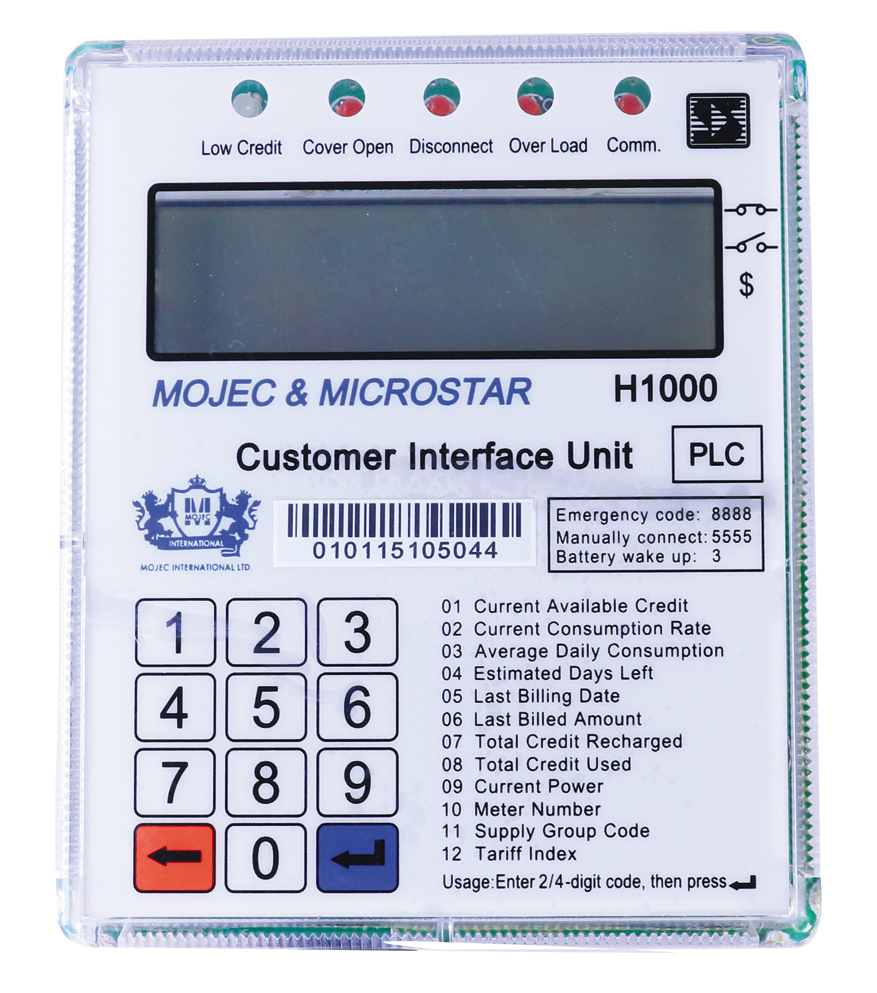 Low Credit Cover Open Disconnect Over Load Comm.
$
MOJEC & MICROSTAR H1000
Customer Interface Unit PLC
MOJEC
INTERNATIONAL
MOJEC INTERNATIONAL LTD.
010115105044
Emergency code: 8888
Manually connect: 5555
Battery wake up: 3
1 2 3
4 5 6
7 8 9
0
01 Current Available Credit
02 Current Consumption Rate
03 Average Daily Consumption
04 Estimated Days Left
05 Last Billing Date
06 Last Billed Amount
07 Total Credit Recharged
08 Total Credit Used
09 Current Power
10 Meter Number
11 Supply Group Code
12 Tariff Index
Usage:Enter 2/4-digit code, then press